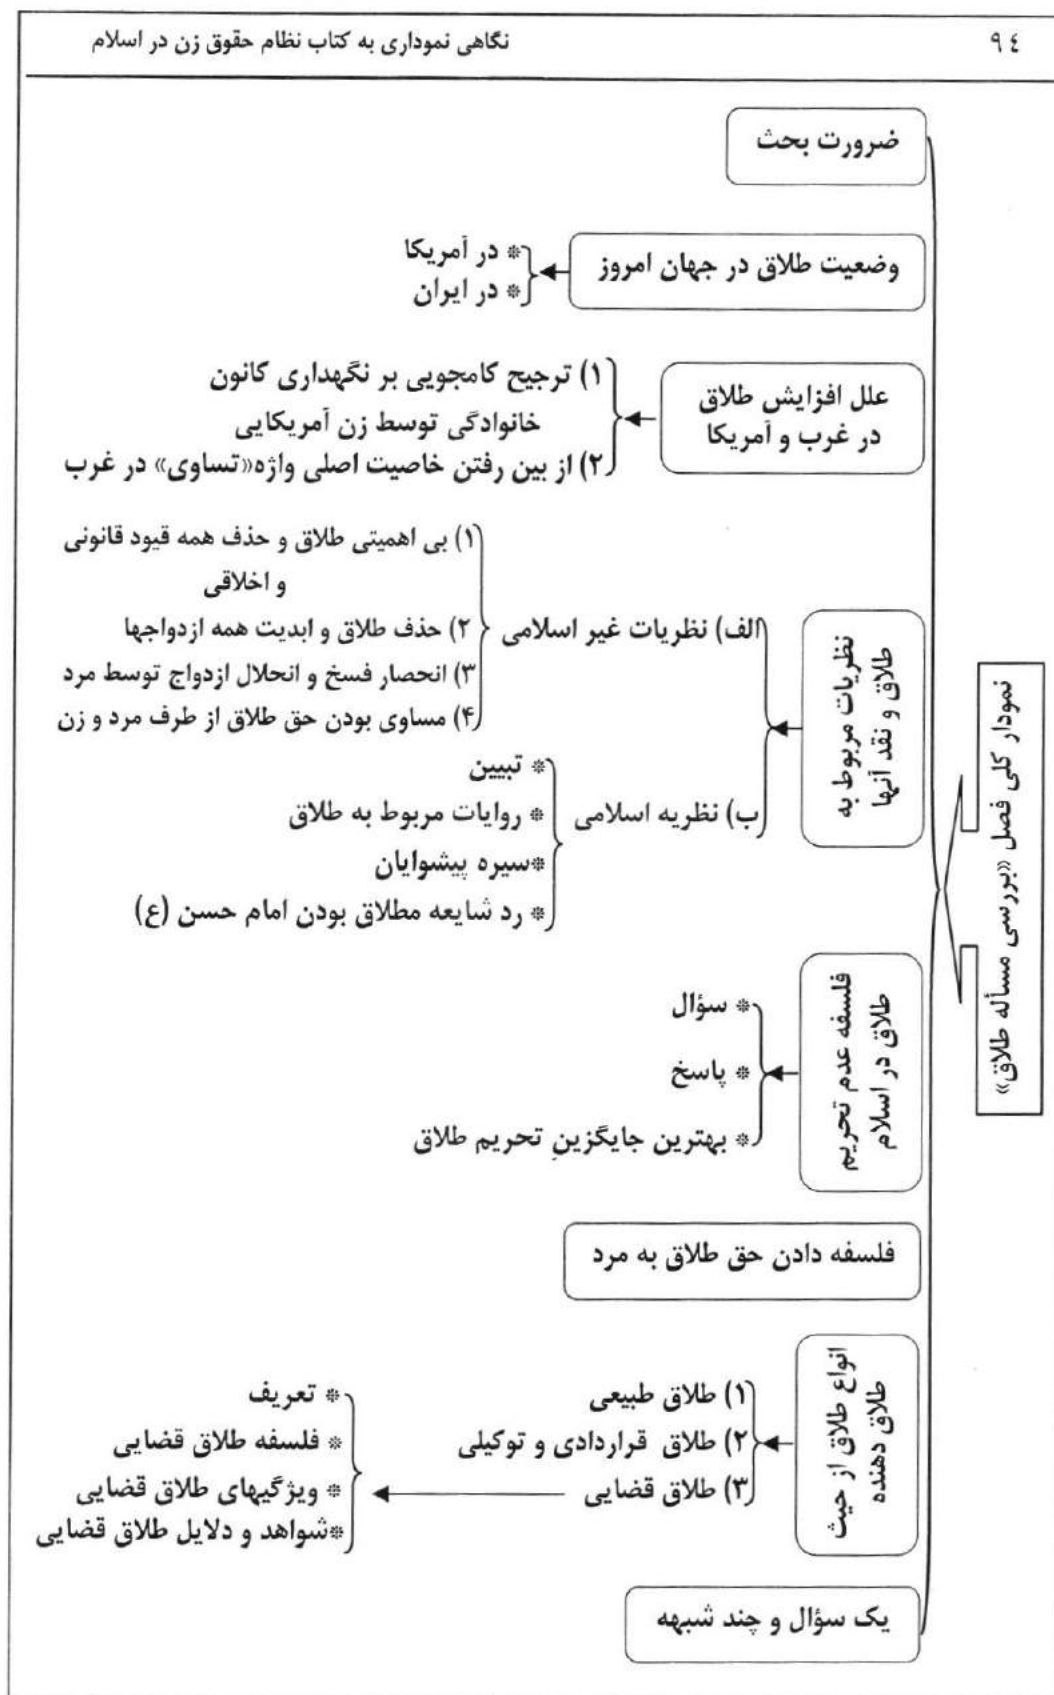 ٩٤
نگاهی نموداری به کتاب نظام حقوق زن در اسلام
نمودار کلی فصل «بررسی مسأله طلاق»
ضرورت بحث
وضعیت طلاق در جهان امروز
* در آمریکا
* در ایران
علل افزایش طلاق
در غرب و آمریکا
۱) ترجیح کامجویی بر نگهداری کانون
خانوادگی توسط زن آمریکایی
۲) از بین رفتن خاصیت اصلی واژه«تساوی» در غرب
نظریات مربوط به
طلاق و نقد آنها
الف) نظریات غیر اسلامی
۱) بی اهمیتی طلاق و حذف همه قیود قانونی
و اخلاقی
۲) حذف طلاق و ابدیت همه ازدواجها
۳) انحصار فسخ و انحلال ازدواج توسط مرد
۴) مساوی بودن حق طلاق از طرف مرد و زن
ب) نظریه اسلامی
* تبیین
* روایات مربوط به طلاق
*سیره پیشوایان
* رد شایعه مطلاق بودن امام حسن (ع)
فلسفه عدم تحریم
طلاق در اسلام
* سؤال
* پاسخ
* بهترین جایگزینِ تحریم طلاق
فلسفه دادن حق طلاق به مرد
انواع طلاق از حیث
طلاق دهنده
۱) طلاق طبیعی
۲) طلاق قراردادی و توکیلی
۳) طلاق قضایی
* تعریف
* فلسفه طلاق قضایی
* ویژگیهای طلاق قضایی
*شواهد و دلایل طلاق قضایی
یک سؤال و چند شبهه